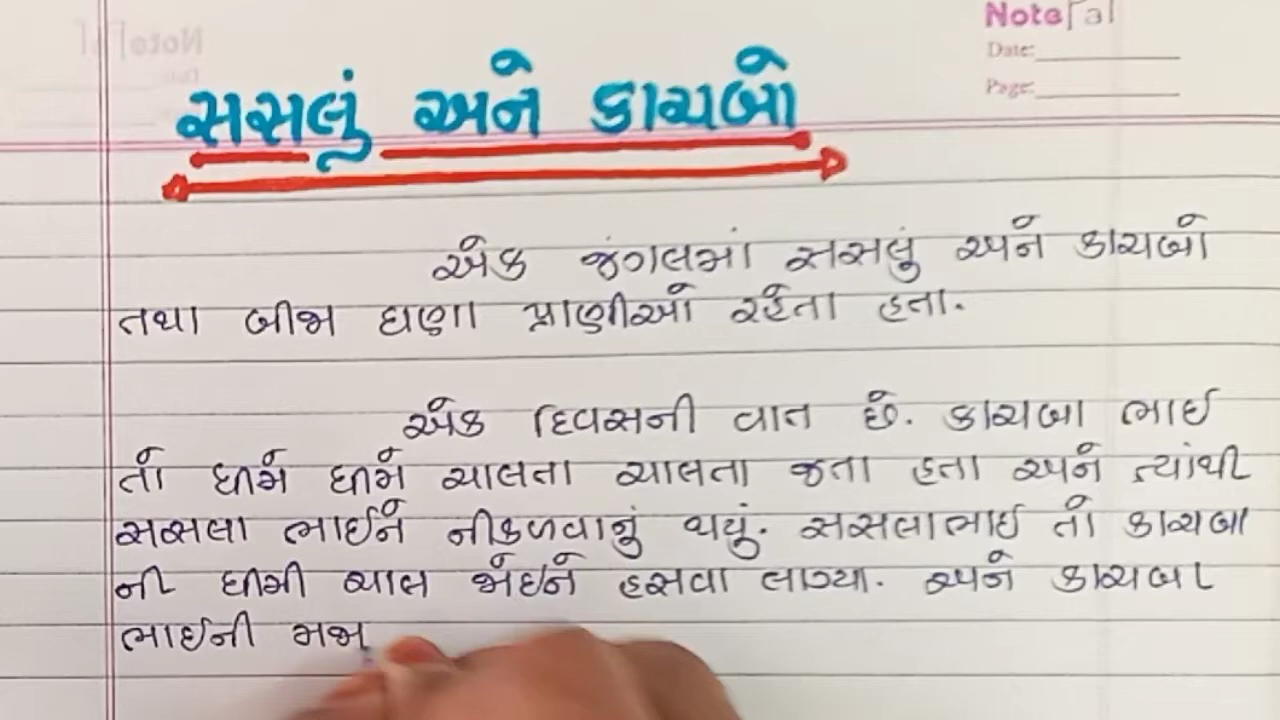 Note Pal
Date:
Page:
સસલું અને કાચબો
એક જંગલમાં સસલું અને કાચબો
તથા બીજા ઘણા પ્રાણીઓ રહેતા હતા.
એક દિવસની વાત છે. કાચબા ભાઈ
તો ધીમે ધીમે ચાલતા ચાલતા જતા હતા અને ત્યાંથી
સસલા ભાઈને નીકળવાનું થયું. સસલાભાઈ તો કાચબા
ની ધીમી ચાલ જોઈને હસવા લાગ્યા. અને કાચબા
ભાઈની મજા